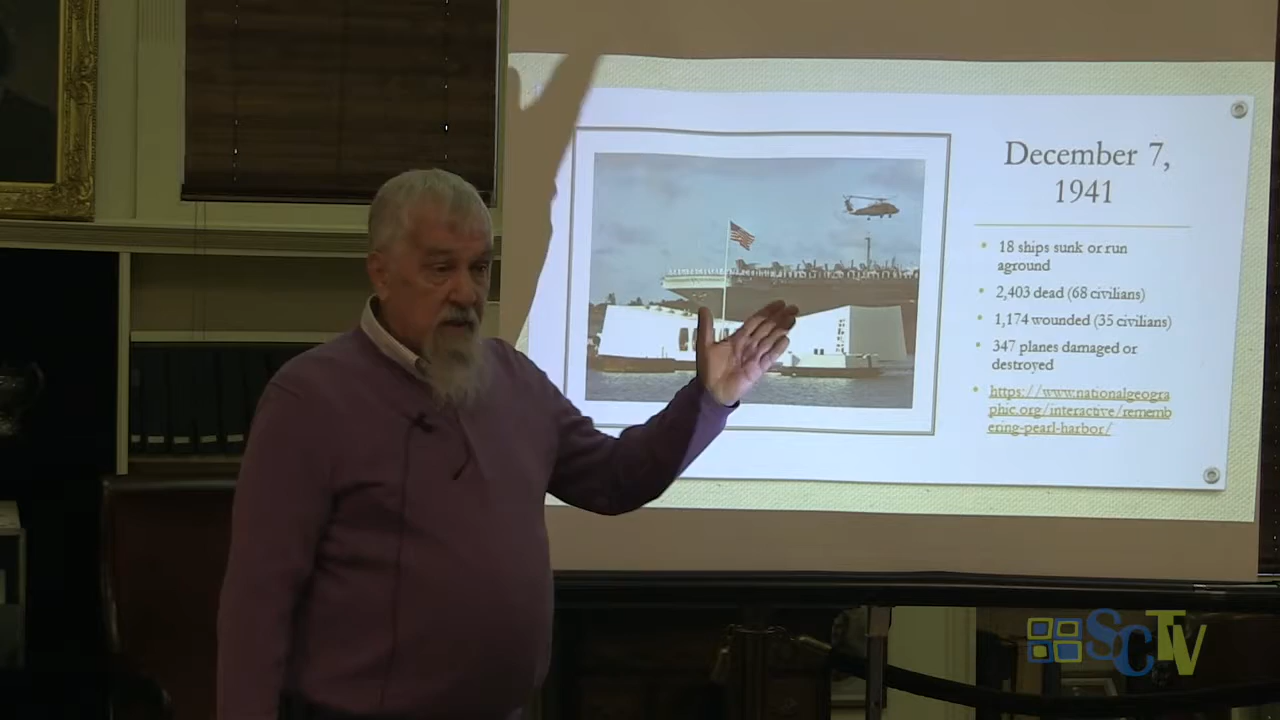 December 7,
1941
• 18 ships sunk or run
aground
• 2,403 dead (68 civilians)
• 1,174 wounded (35 civilians)
• 347 planes damaged or
destroyed
• https://www.nationalgeogra
phic.org/interactive/rememb
ering-pearl-harbor/
SCTV